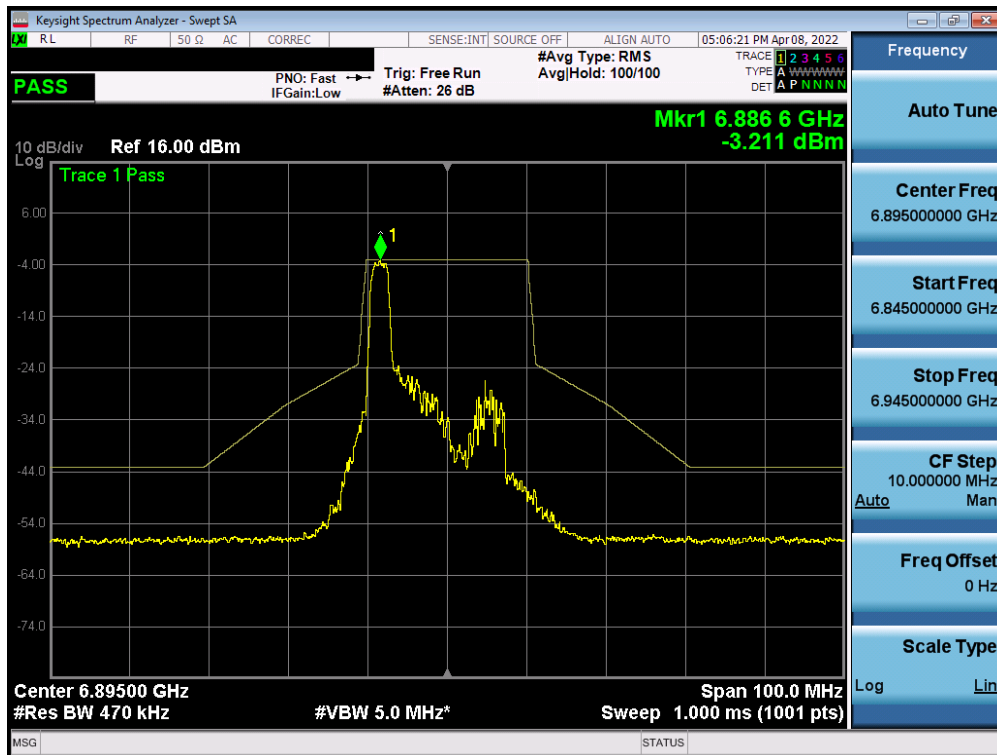 Keysight Spectrum Analyzer - Swept SA
LXI RL RF 50 Ω AC CORREC SENSE:INT SOURCE OFF ALIGN AUTO 05:06:21 PM Apr 08, 2022
PASS
PNO: Fast
IFGain:Low
Trig: Free Run
#Atten: 26 dB
#Avg Type: RMS
Avg|Hold: 100/100
TRACE 1 2 3 4 5 6
TYPE A WWWWW
DET A P N N N N
Mkr1 6.886 6 GHz
-3.211 dBm
10 dB/div Ref 16.00 dBm
Log
Trace 1 Pass
1
6.00
-4.00
-14.0
-24.0
-34.0
-44.0
-54.0
-64.0
-74.0
Center 6.89500 GHz Span 100.0 MHz
#Res BW 470 kHz #VBW 5.0 MHz* Sweep 1.000 ms (1001 pts)
MSG STATUS
Frequency
Auto Tune
Center Freq
6.895000000 GHz
Start Freq
6.845000000 GHz
Stop Freq
6.945000000 GHz
CF Step
10.000000 MHz
Auto Man
Freq Offset
0 Hz
Scale Type
Log Lin